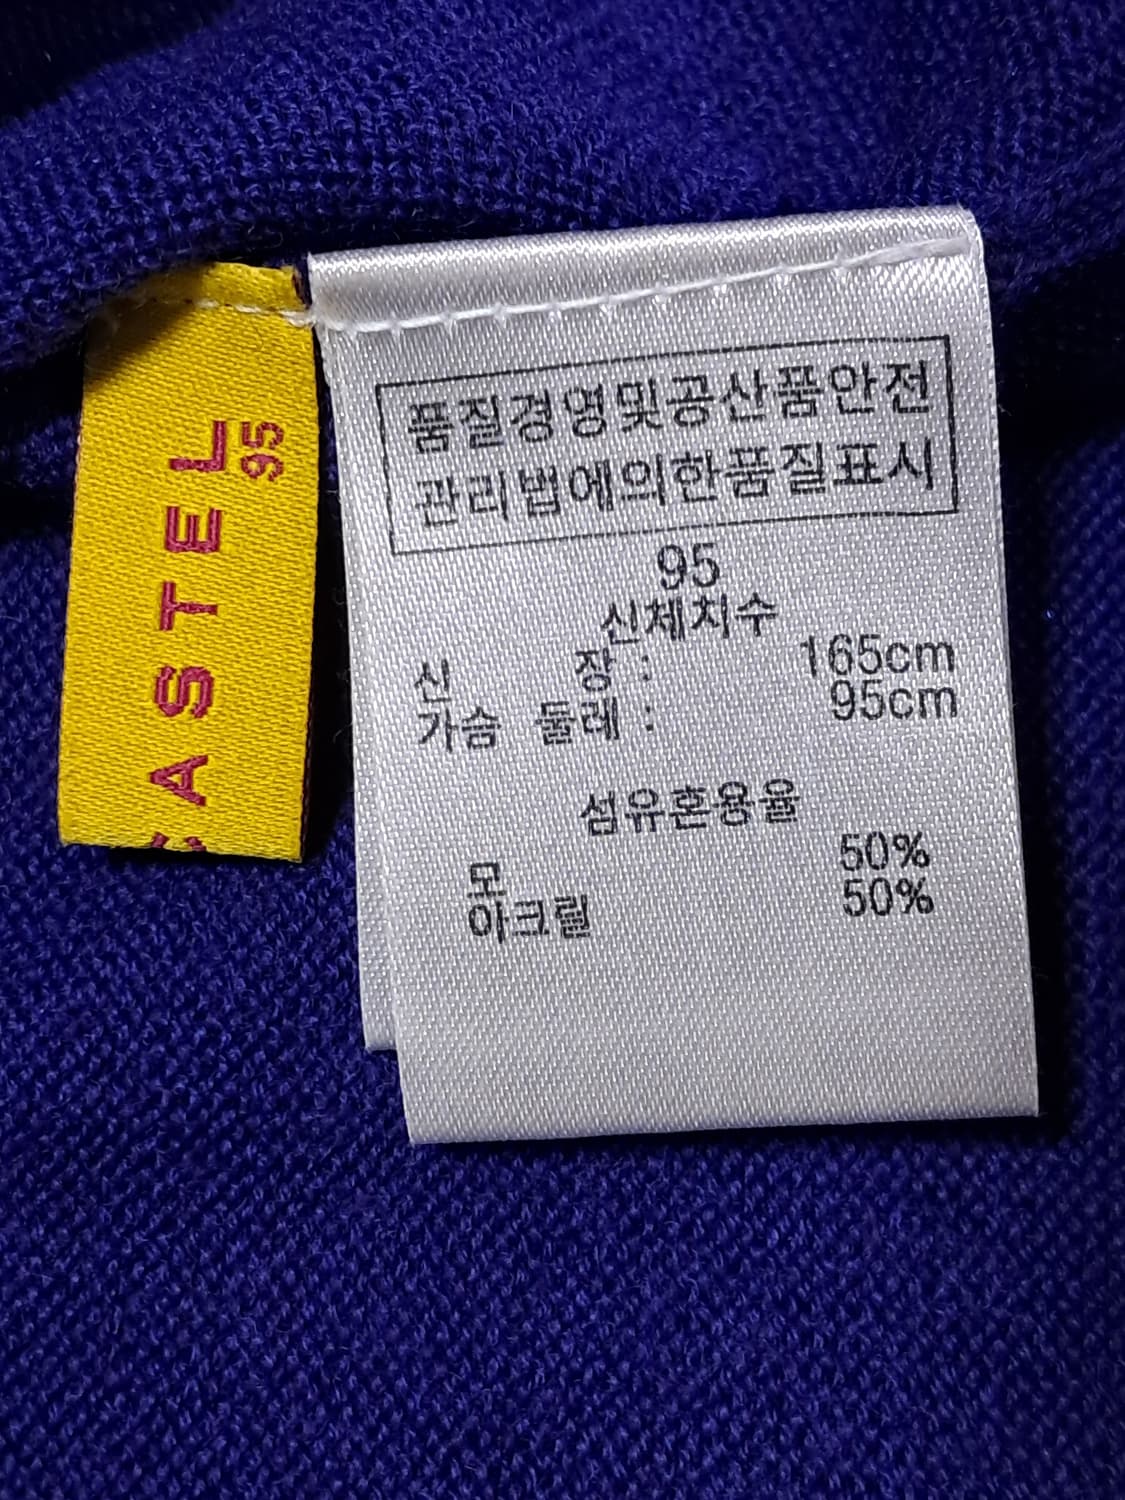 CASTEL
95
품질경영및공산품안전
관리법에의한품질표시
95
신체치수
신 장 : 165cm
가슴 둘레 : 95cm
섬유혼용율
모 50%
아크릴 50%